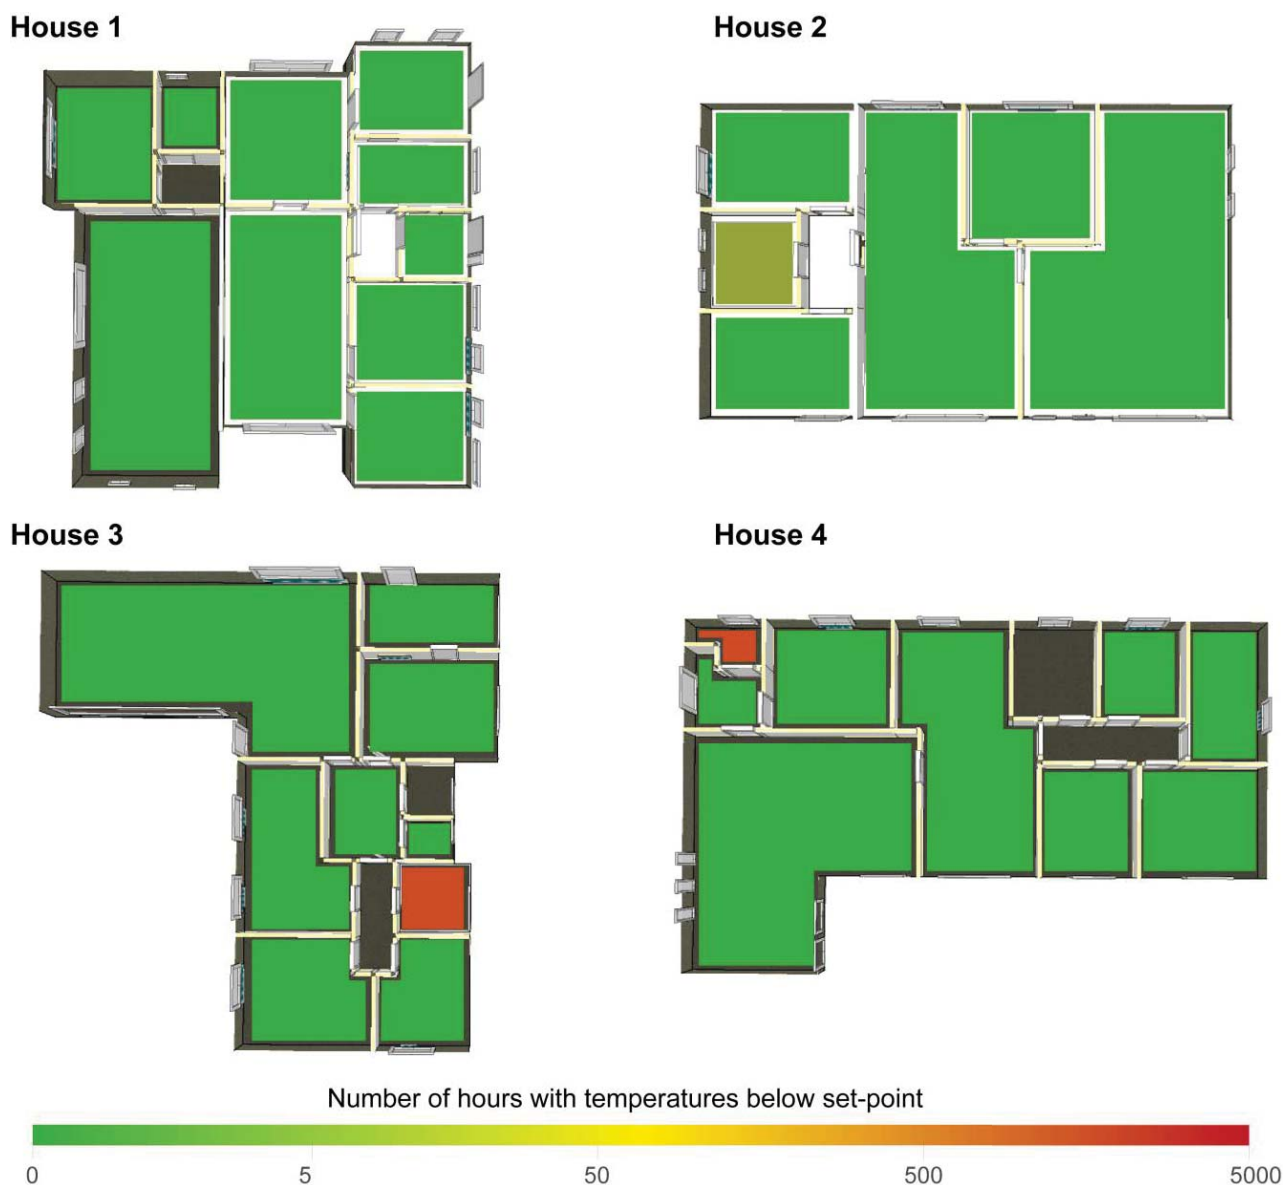 House 1
House 2
House 3
House 4
Number of hours with temperatures below set-point
0 5 50 500 5000